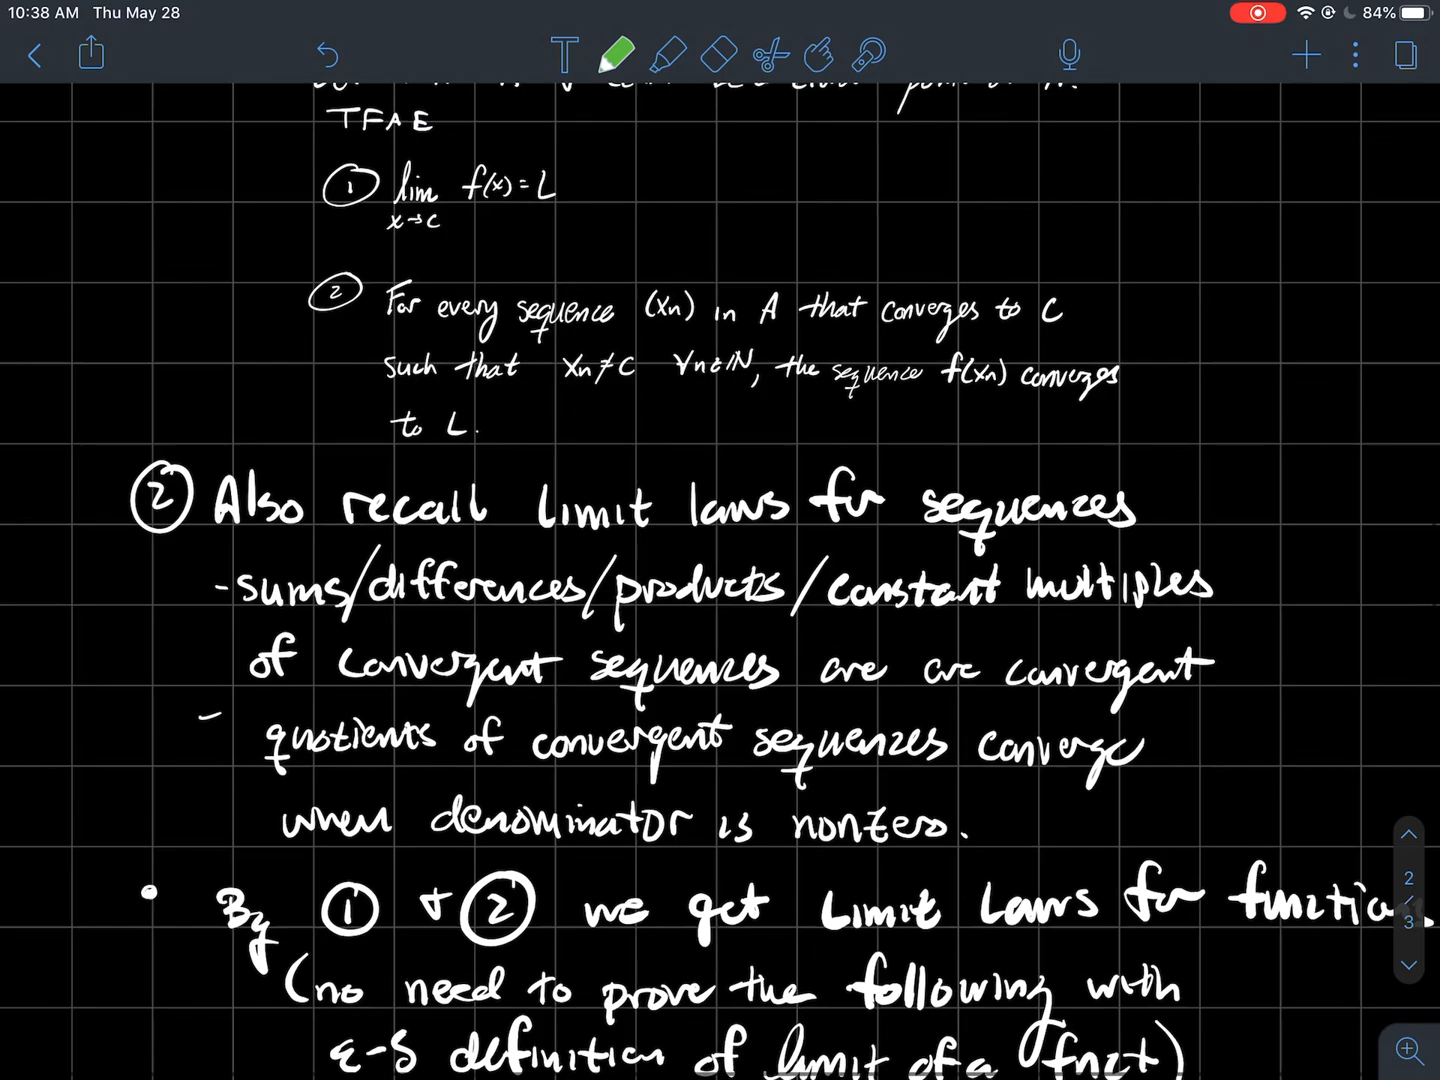 10:38 AM Thu May 28
84%
TFAE
① lim f(x) = L
x→c
② For every sequence (xn) in A that converges to c
such that xn ≠ c ∀n∈ℕ, the sequence f(xn) converges
to L.
② Also recall limit laws for sequences
- sums/differences/products/constant multiples
of convergent sequences are are convergent
- quotients of convergent sequences converge
when denominator is nonzero.
• By ① + ② we get Limit Laws for functions
(no need to prove the following with
ε-δ definition of limit of a fnct)
2
/
3